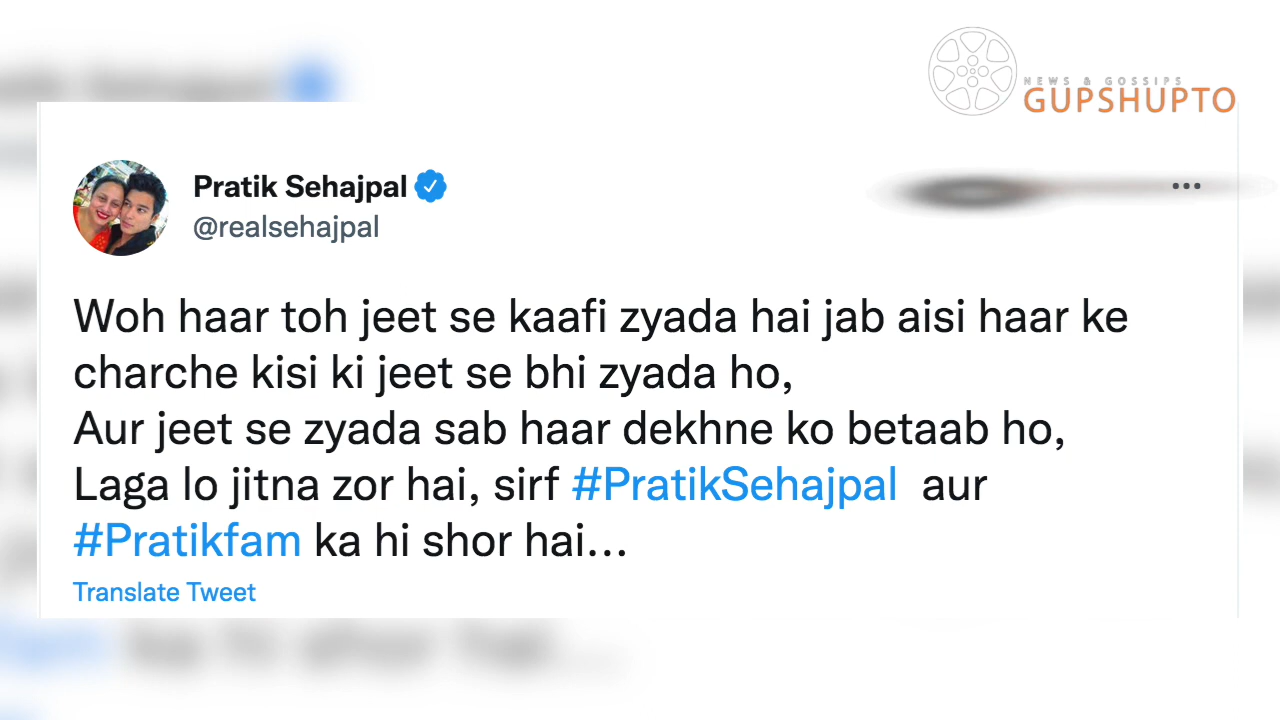 NEWS & GOSSIPS
GUPSHUPTO
Pratik Sehajpal
@realsehajpal
Woh haar toh jeet se kaafi zyada hai jab aisi haar ke
charche kisi ki jeet se bhi zyada ho,
Aur jeet se zyada sab haar dekhne ko betaab ho,
Laga lo jitna zor hai, sirf #PratikSehajpal aur
#Pratikfam ka hi shor hai...
Translate Tweet